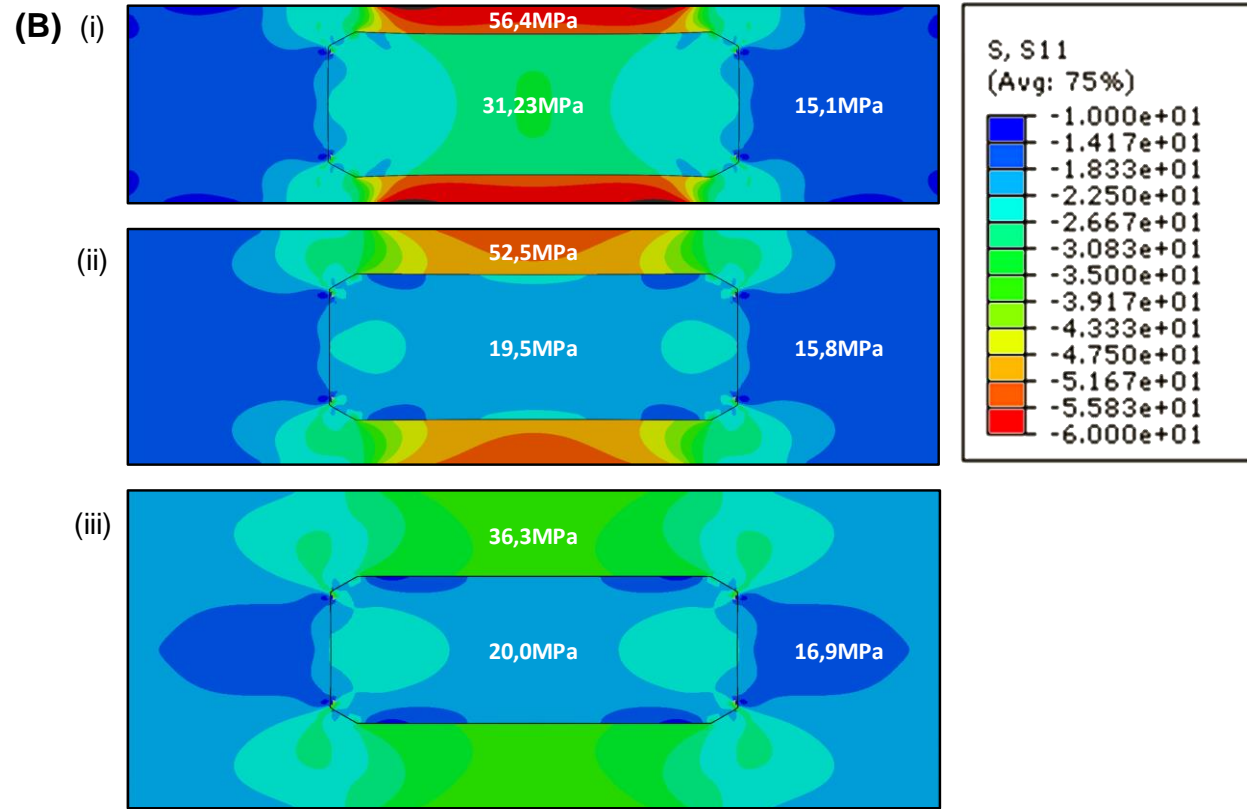 (B) (i)
56,4MPa
31,23MPa
15,1MPa
(ii)
52,5MPa
19,5MPa
15,8MPa
(iii)
36,3MPa
20,0MPa
16,9MPa
S, S11
(Avg: 75%)
-1.000e+01
-1.417e+01
-1.833e+01
-2.250e+01
-2.667e+01
-3.083e+01
-3.500e+01
-3.917e+01
-4.333e+01
-4.750e+01
-5.167e+01
-5.583e+01
-6.000e+01